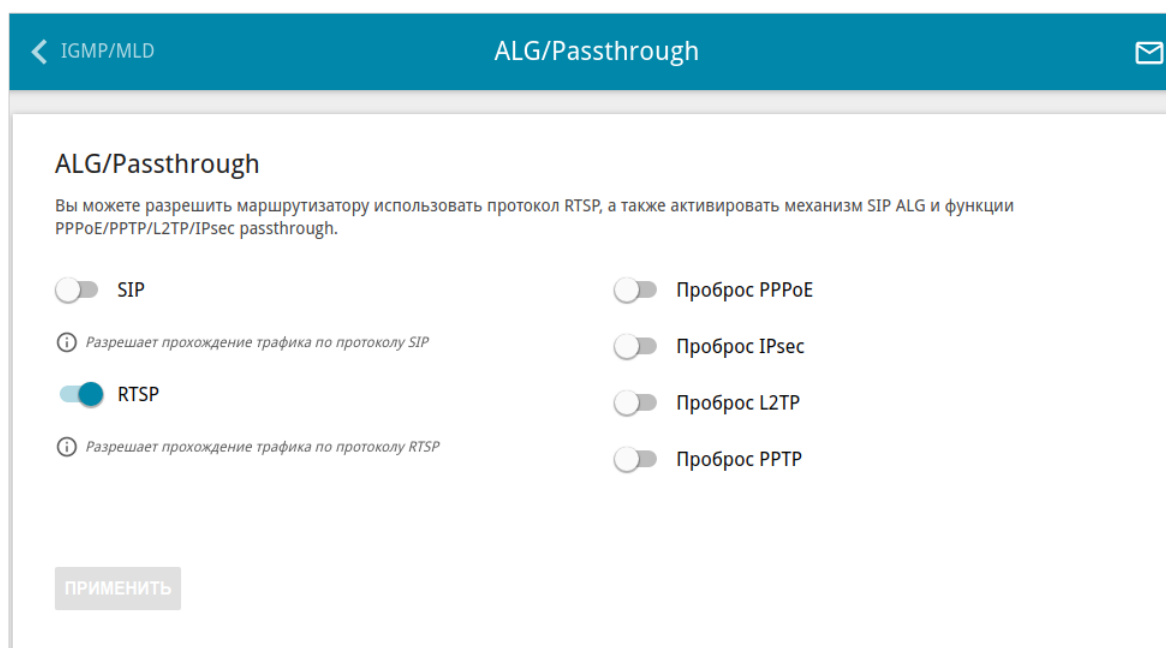 IGMP/MLD
ALG/Passthrough
ALG/Passthrough
Вы можете разрешить маршрутизатору использовать протокол RTSP, а также активировать механизм SIP ALG и функции
PPPoE/PPTP/L2TP/IPsec passthrough.
SIP
Разрешает прохождение трафика по протоколу SIP
RTSP
Разрешает прохождение трафика по протоколу RTSP
Проброс PPPoE
Проброс IPsec
Проброс L2TP
Проброс PPTP
ПРИМЕНИТЬ